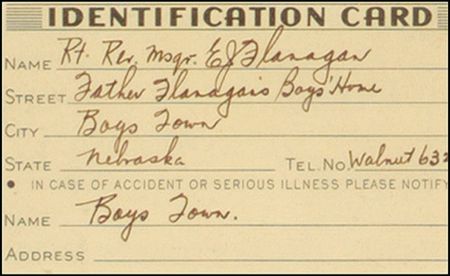 IDENTIFICATION CARD
NAME Rt. Rev. Msgr. E J Flanagan
STREET Father Flanagan's Boys' Home
CITY Boys Town
STATE Nebraska TEL. No. Walnut 632
• IN CASE OF ACCIDENT OR SERIOUS ILLNESS PLEASE NOTIFY
NAME Boys Town.
ADDRESS